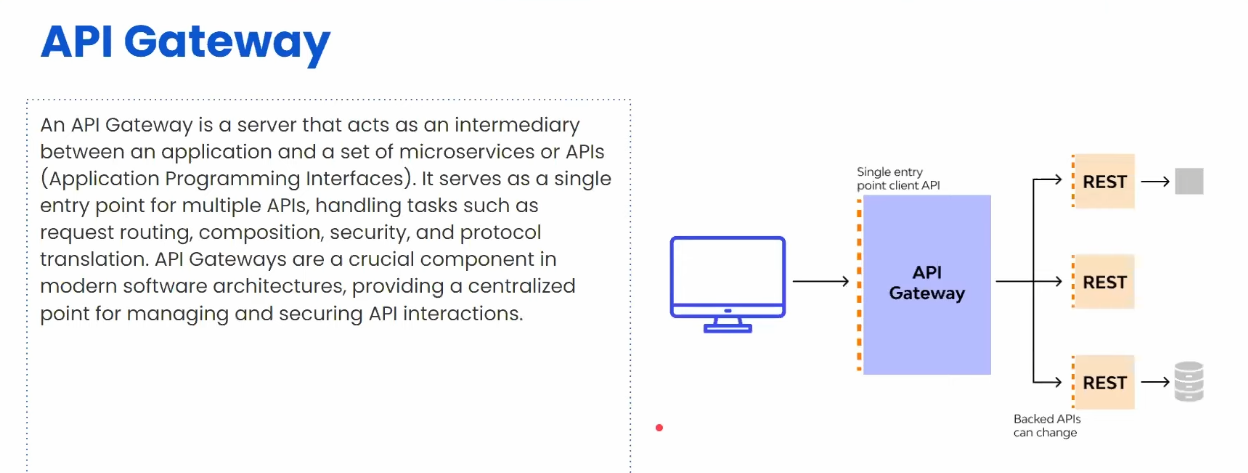 API Gateway
An API Gateway is a server that acts as an intermediary
between an application and a set of microservices or APIs
(Application Programming Interfaces). It serves as a single
entry point for multiple APIs, handling tasks such as
request routing, composition, security, and protocol
translation. API Gateways are a crucial component in
modern software architectures, providing a centralized
point for managing and securing API interactions.
Single entry
point client API
API
Gateway
REST
REST
REST
Backed APIs
can change